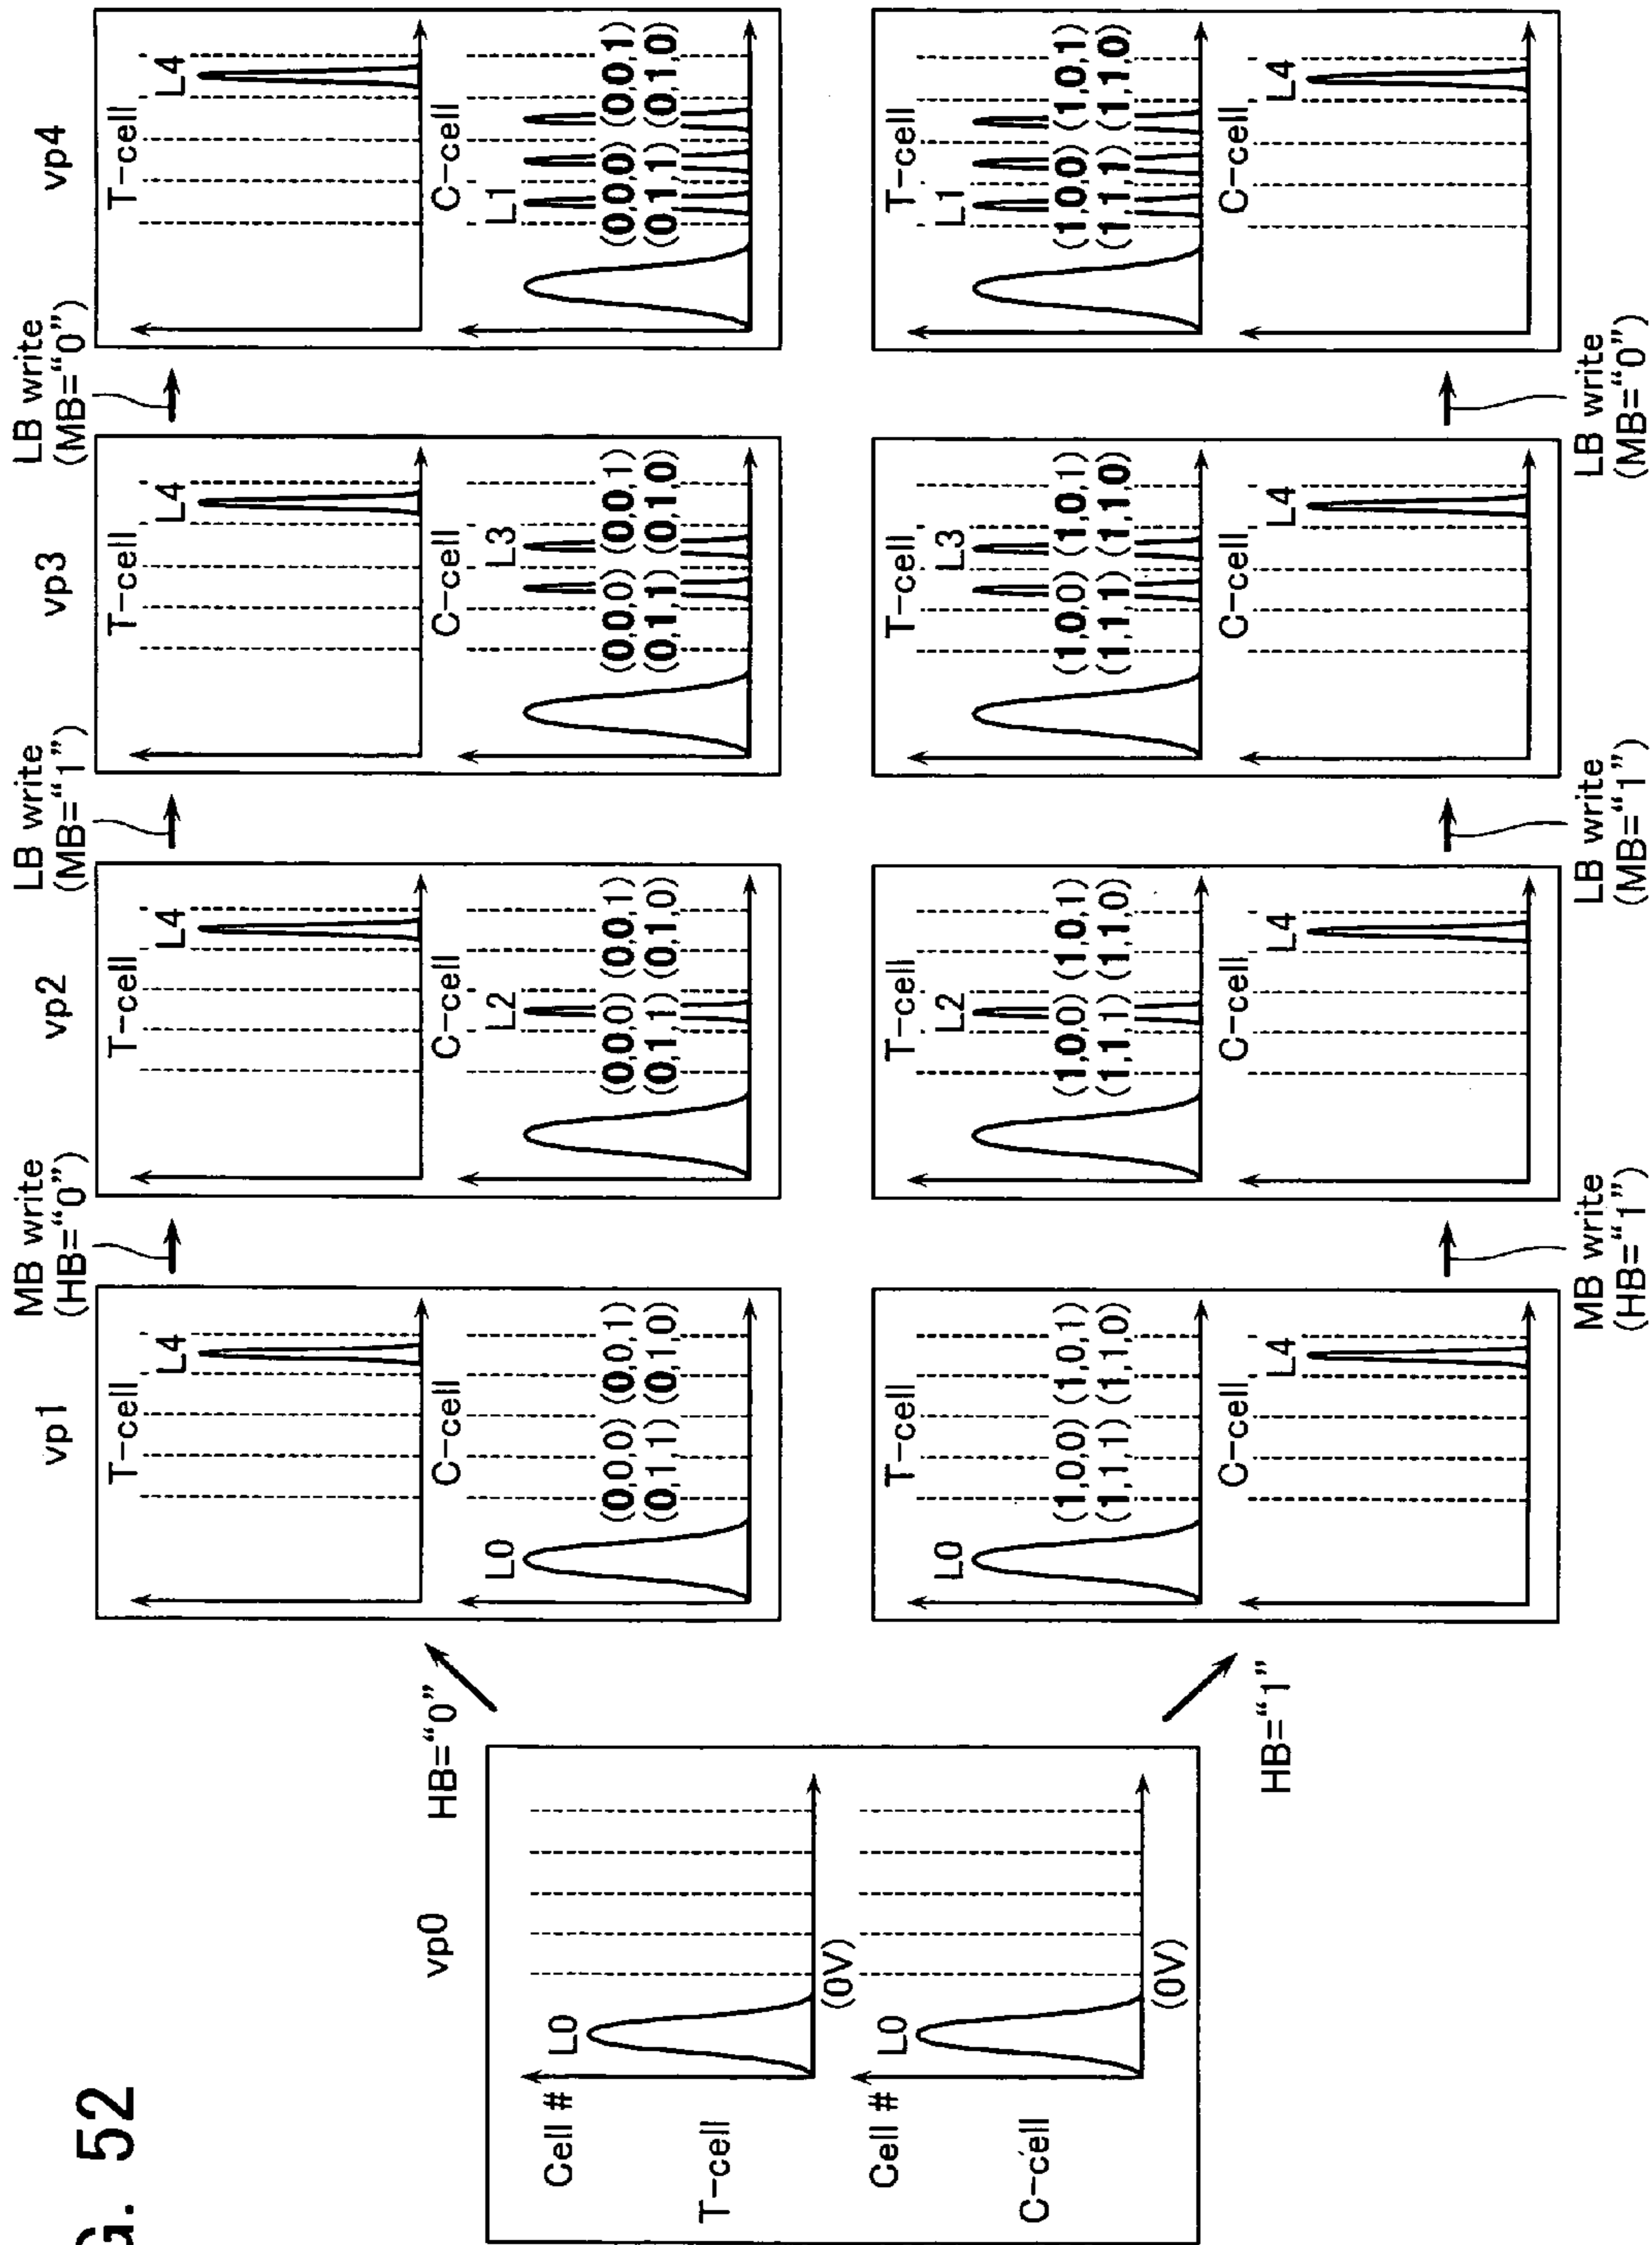 G. 52
vp0
Cell #
L0
T-cell
(0V)
Cell #
L0
C-cell
(0V)
HB="0"
HB="1"
vp1
T-cell
L4
C-cell
L0
(0,0,0) (0,0,1)
(0,1,1) (0,1,0)
MB write
(HB="0")
vp2
T-cell
L4
C-cell
L2
(0,0,0) (0,0,1)
(0,1,1) (0,1,0)
LB write
(MB="1")
vp3
T-cell
L4
C-cell
L3
(0,0,0) (0,0,1)
(0,1,1) (0,1,0)
LB write
(MB="0")
vp4
T-cell
L4
C-cell
L1
(0,0,0) (0,0,1)
(0,1,1) (0,1,0)
T-cell
L0
(1,0,0) (1,0,1)
(1,1,1) (1,1,0)
C-cell
L4
MB write
(HB="1")
T-cell
L2
(1,0,0) (1,0,1)
(1,1,1) (1,1,0)
C-cell
L4
LB write
(MB="1")
T-cell
L3
(1,0,0) (1,0,1)
(1,1,1) (1,1,0)
C-cell
L4
LB write
(MB="0")
T-cell
L1
(1,0,0) (1,0,1)
(1,1,1) (1,1,0)
C-cell
L4